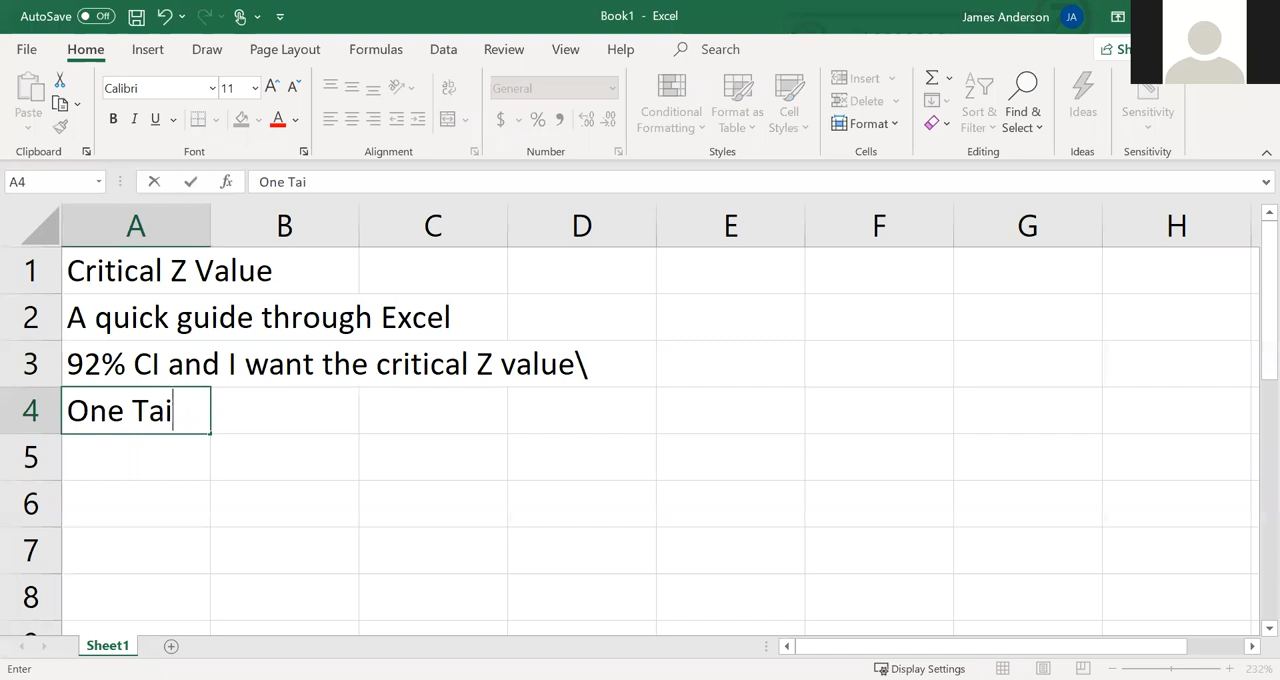 AutoSave Off Book1 - Excel James Anderson JA
File Home Insert Draw Page Layout Formulas Data Review View Help Search Sh
Paste
Calibri 11
B I U A
General
$ % 9 .00
Conditional Formatting
Format as Table
Cell Styles
Insert
Delete
Format
Sort & Filter
Find & Select
Ideas
Sensitivity
Clipboard Font Alignment Number Styles Cells Editing Ideas Sensitivity
A4 fx One Tai
A B C D E F G H
1 Critical Z Value
2 A quick guide through Excel
3 92% CI and I want the critical Z value\
4 One Tai
5
6
7
8
Sheet1
Enter Display Settings 232%